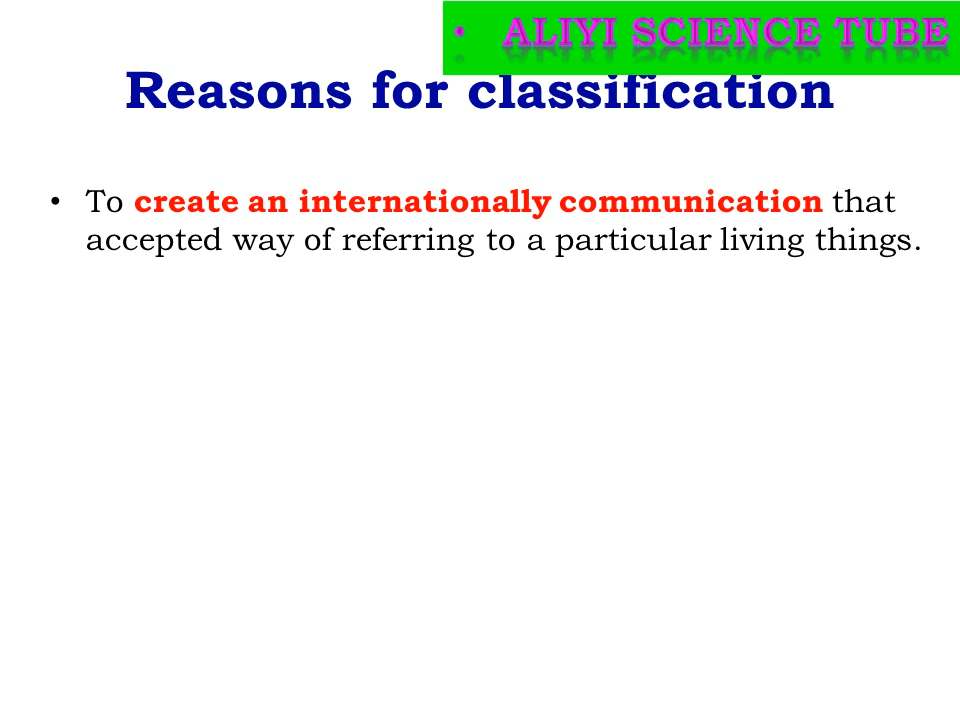 • ALIYI SCIENCE TUBE
Reasons for classification
• To create an internationally communication that
accepted way of referring to a particular living things.